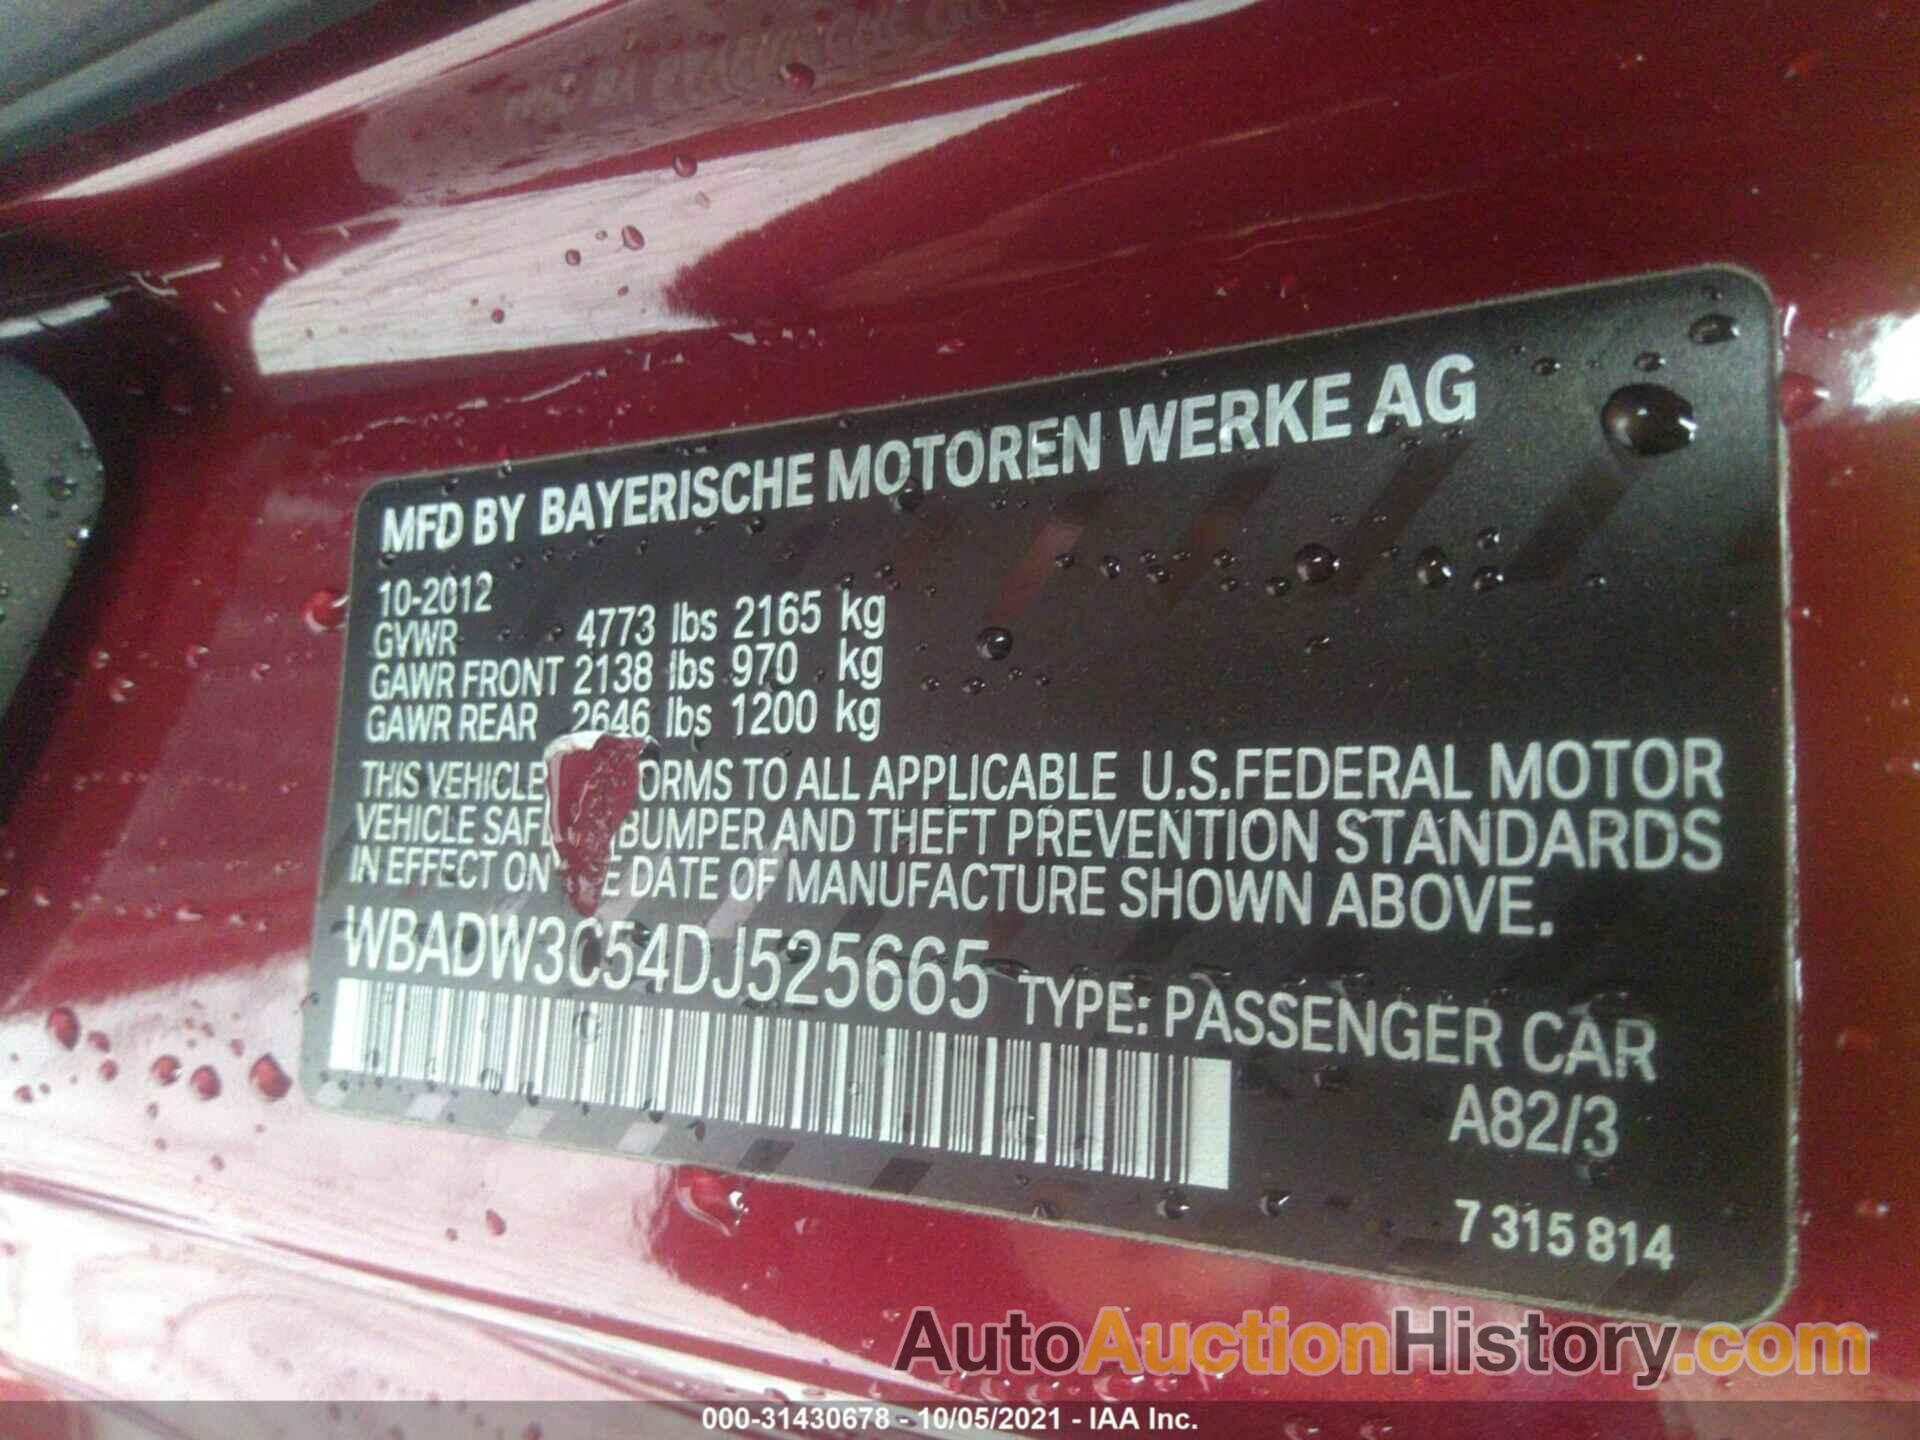 MFD BY BAYERISCHE MOTOREN WERKE AG
10-2012
GVWR 4773 lbs 2165 kg
GAWR FRONT 2138 lbs 970 kg
GAWR REAR 2646 lbs 1200 kg
THIS VEHICLE ORMS TO ALL APPLICABLE U.S.FEDERAL MOTOR
VEHICLE SAFE BUMPER AND THEFT PREVENTION STANDARDS
IN EFFECT ON E DATE OF MANUFACTURE SHOWN ABOVE.
WBADW3C54DJ525665 TYPE: PASSENGER CAR
A82/3
7 315 814
AutoAuctionHistory.com
000-31430678 - 10/05/2021 - IAA Inc.